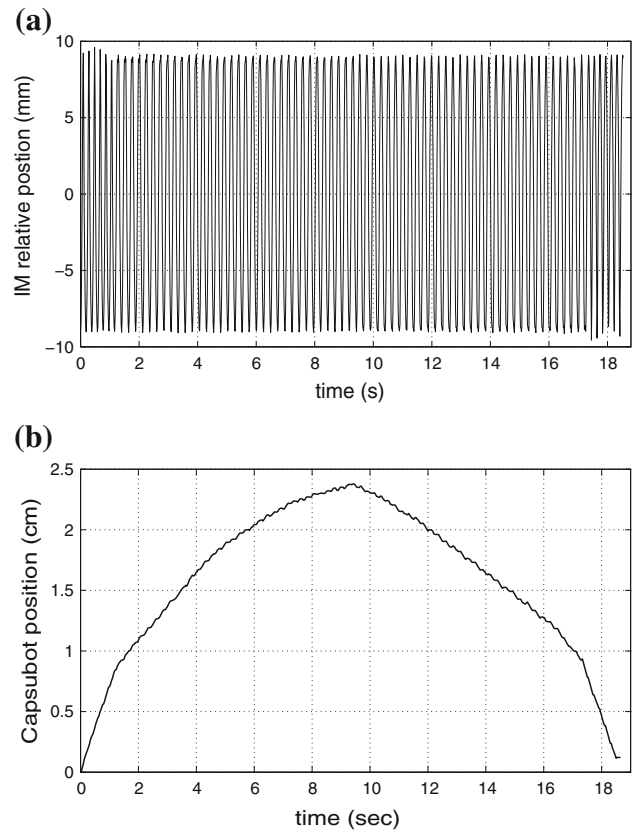 (a)
IM relative postion (mm)
10
5
0
−5
−10
0 2 4 6 8 10 12 14 16 18
time (s)
(b)
Capsubot position (cm)
2.5
2
1.5
1
0.5
0
0 2 4 6 8 10 12 14 16 18
time (sec)